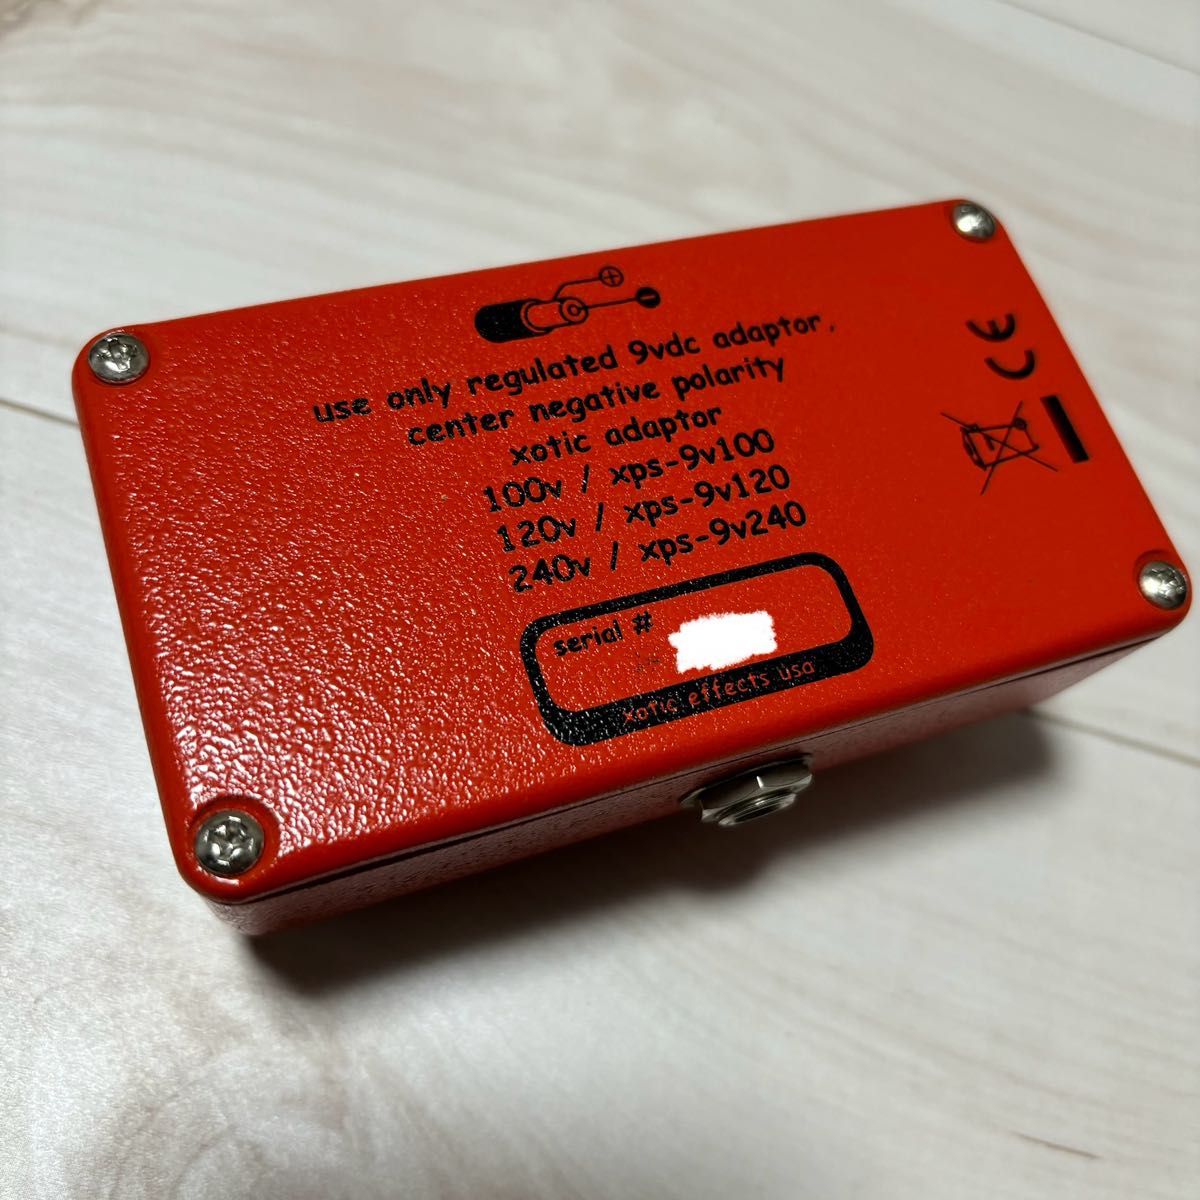 use only regulated 9vdc adaptor,
center negative polarity
xotic adaptor
100v / xps-9v100
120v / xps-9v120
240v / xps-9v240
serial #
xotic effects usa
CE